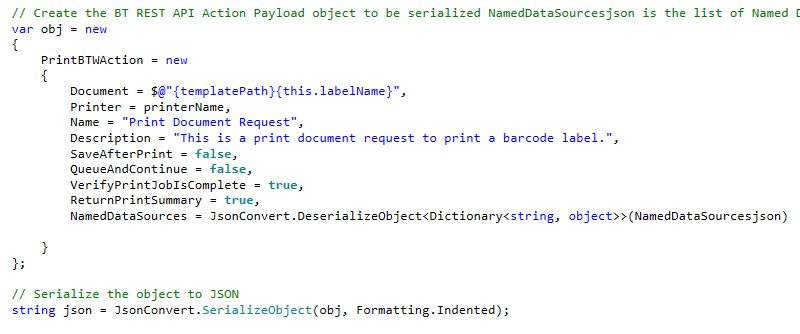 // Create the BT REST API Action Payload object to be serialized NamedDataSourcesjson is the list of Named
var obj = new
{
PrintBTWAction = new
{
Document = $@"{templatePath}{this.labelName}",
Printer = printerName,
Name = "Print Document Request",
Description = "This is a print document request to print a barcode label.",
SaveAfterPrint = false,
QueueAndContinue = false,
VerifyPrintJobIsComplete = true,
ReturnPrintSummary = true,
NamedDataSources = JsonConvert.DeserializeObject<Dictionary<string, object>>(NamedDataSourcesjson)
}
};
// Serialize the object to JSON
string json = JsonConvert.SerializeObject(obj, Formatting.Indented);